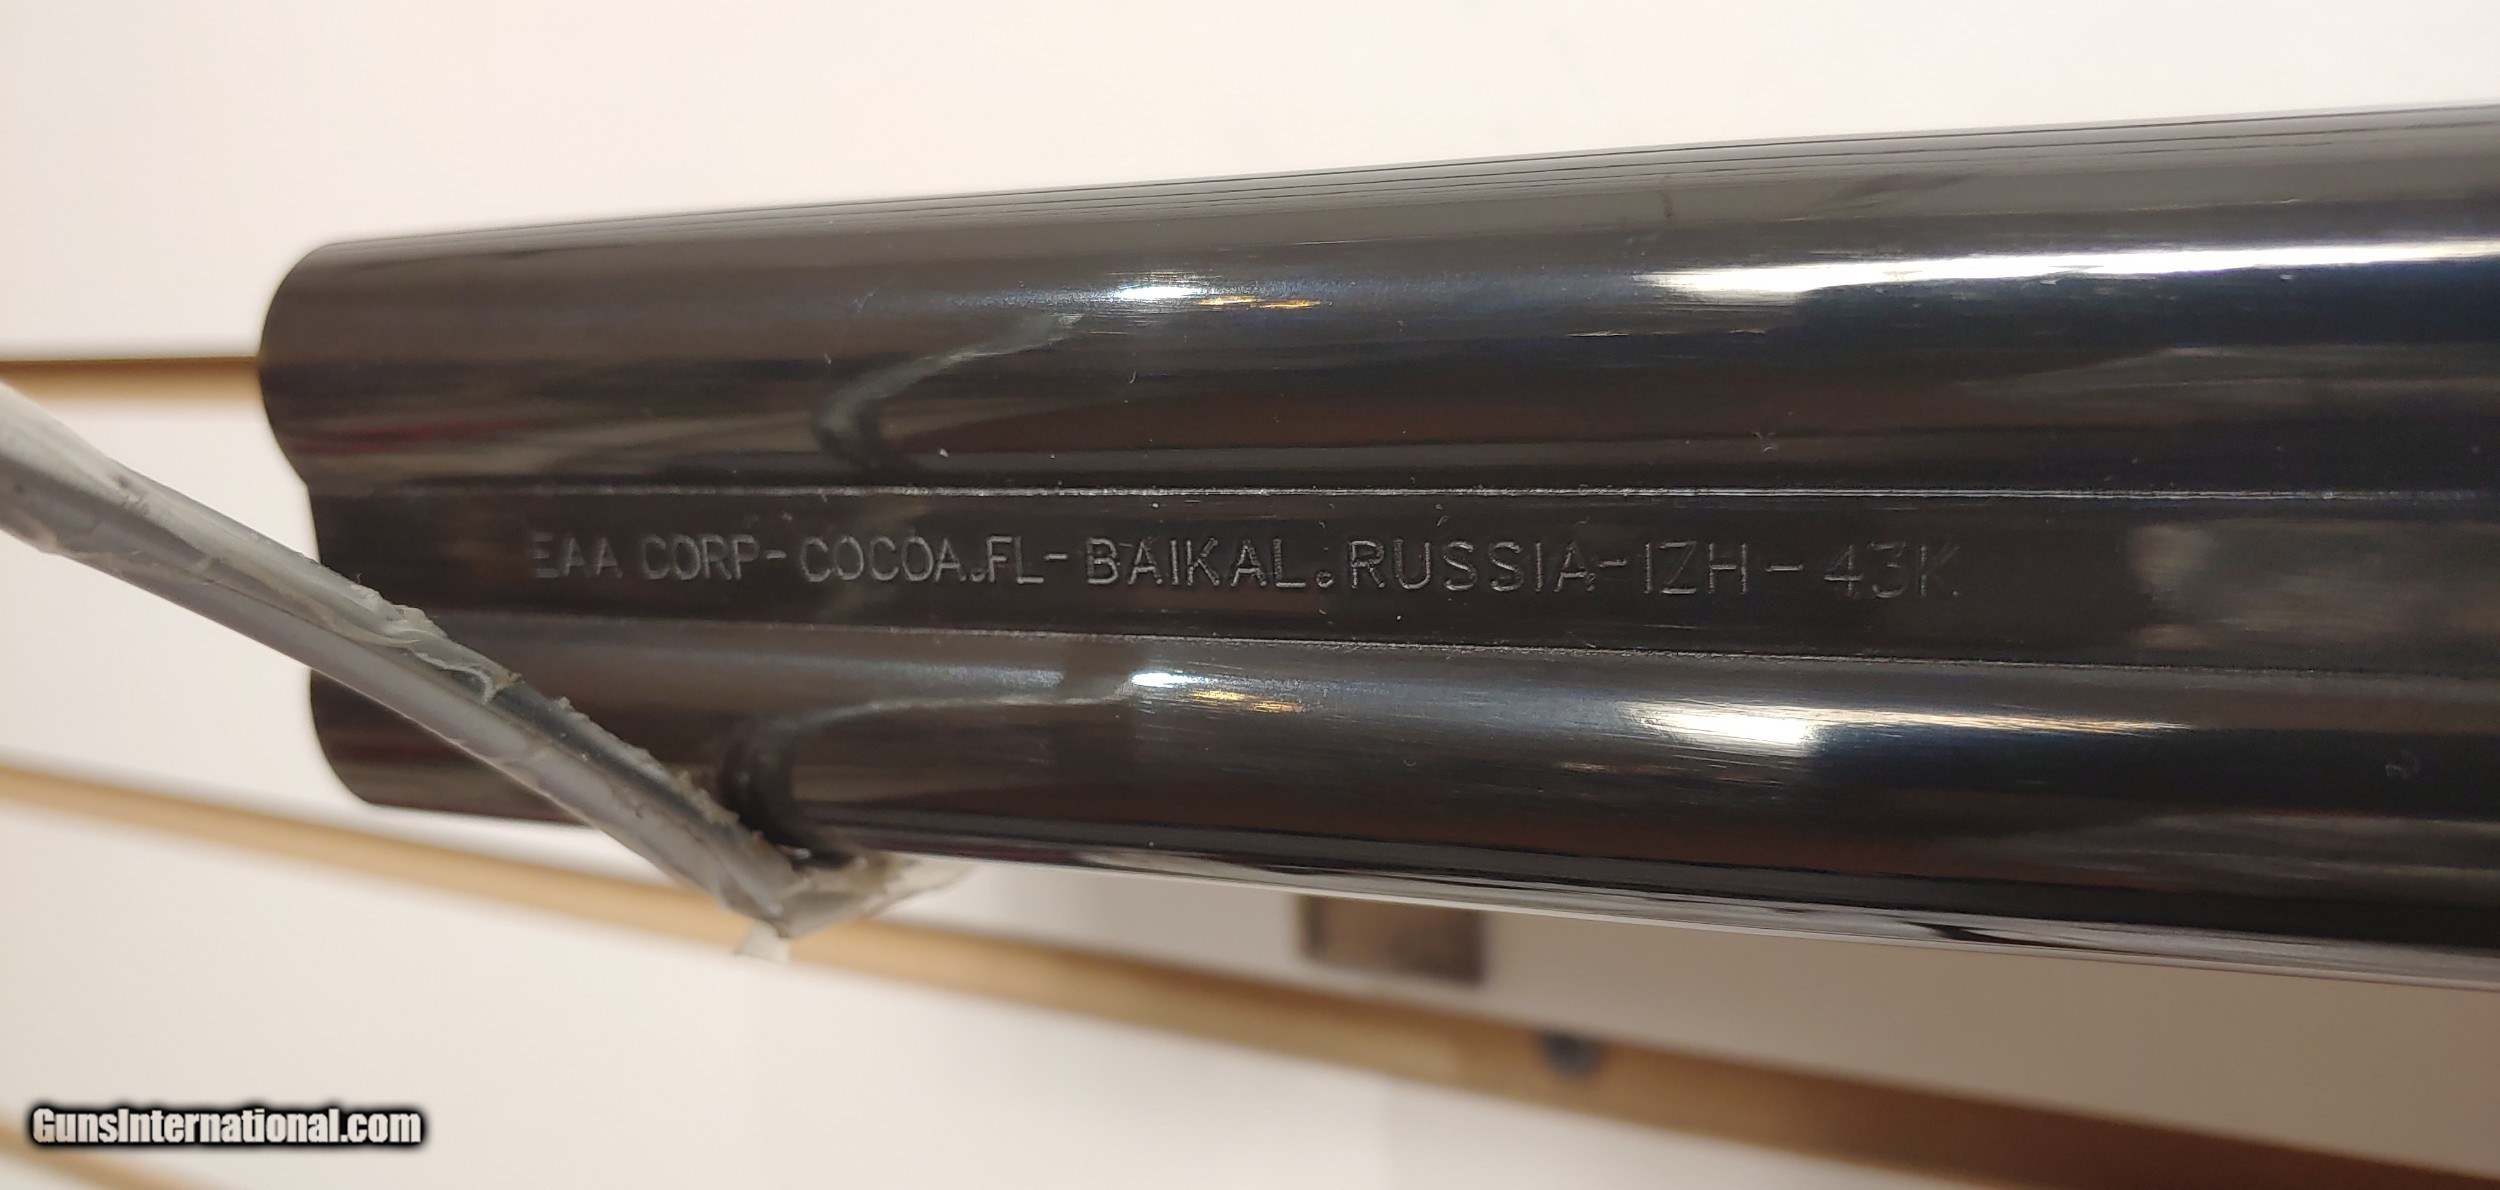 EAA CORP-COCOA.FL-BAIKAL.RUSSIA-IZH-43K
GunsInternational.com